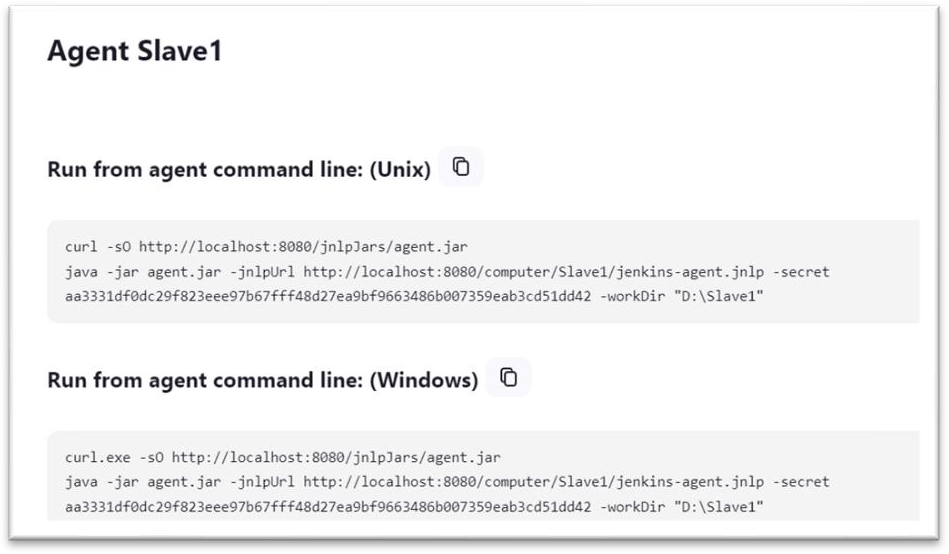 Agent Slave1
Run from agent command line: (Unix)
curl -sO http://localhost:8080/jnlpJars/agent.jar
java -jar agent.jar -jnlpUrl http://localhost:8080/computer/Slave1/jenkins-agent.jnlp -secret
aa3331df0dc29f823eee97b67fff48d27ea9bf9663486b007359eab3cd51dd42 -workDir "D:\Slave1"
Run from agent command line: (Windows)
curl.exe -sO http://localhost:8080/jnlpJars/agent.jar
java -jar agent.jar -jnlpUrl http://localhost:8080/computer/Slave1/jenkins-agent.jnlp -secret
aa3331df0dc29f823eee97b67fff48d27ea9bf9663486b007359eab3cd51dd42 -workDir "D:\Slave1"